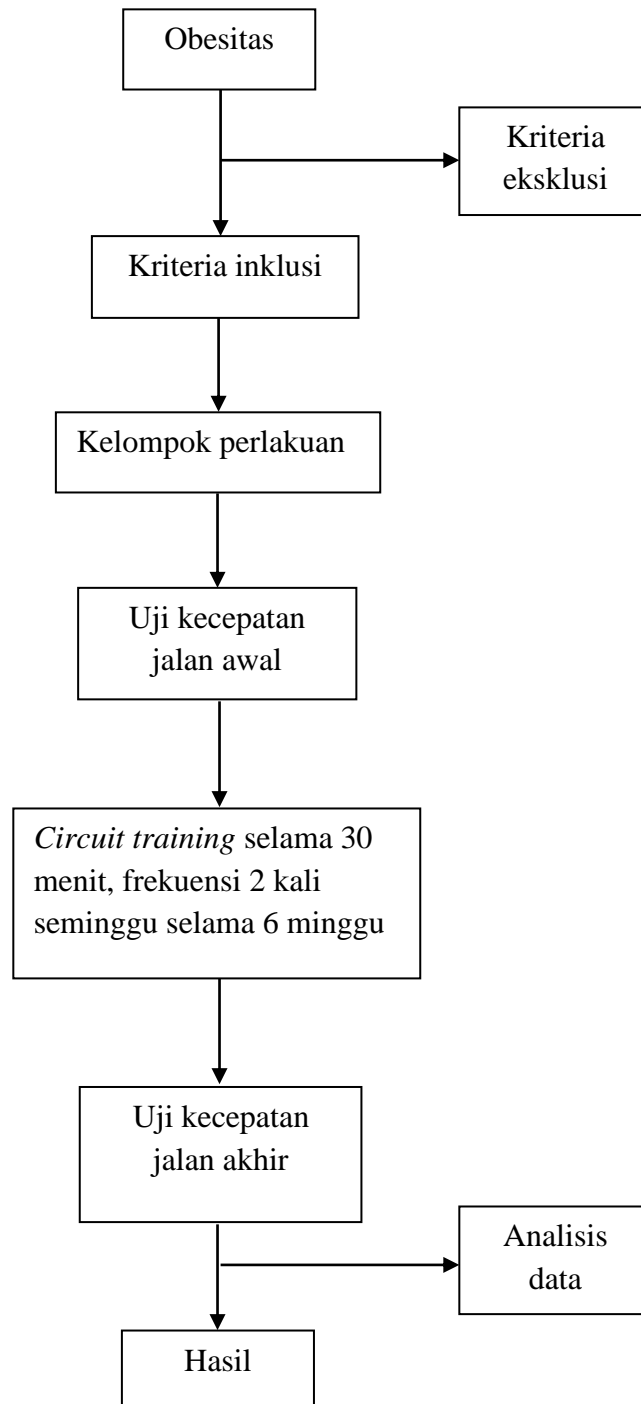 Obesitas
Kriteria
eksklusi
Kriteria inklusi
Kelompok perlakuan
Uji kecepatan
jalan awal
Circuit training selama 30
menit, frekuensi 2 kali
seminggu selama 6 minggu
Uji kecepatan
jalan akhir
Analisis
data
Hasil